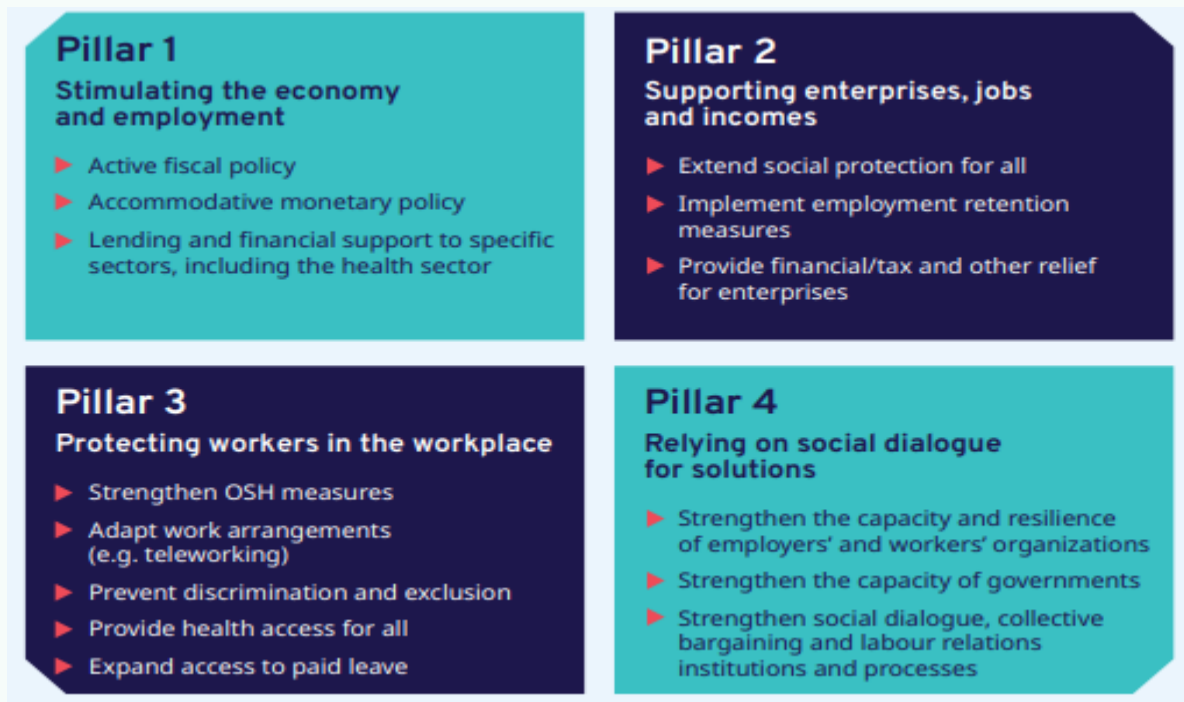 Pillar 1
Stimulating the economy
and employment
Active fiscal policy
Accommodative monetary policy
Lending and financial support to specific
sectors, including the health sector
Pillar 2
Supporting enterprises, jobs
and incomes
Extend social protection for all
Implement employment retention
measures
Provide financial/tax and other relief
for enterprises
Pillar 3
Protecting workers in the workplace
Strengthen OSH measures
Adapt work arrangements
(e.g. teleworking)
Prevent discrimination and exclusion
Provide health access for all
Expand access to paid leave
Pillar 4
Relying on social dialogue
for solutions
Strengthen the capacity and resilience
of employers’ and workers’ organizations
Strengthen the capacity of governments
Strengthen social dialogue, collective
bargaining and labour relations
institutions and processes